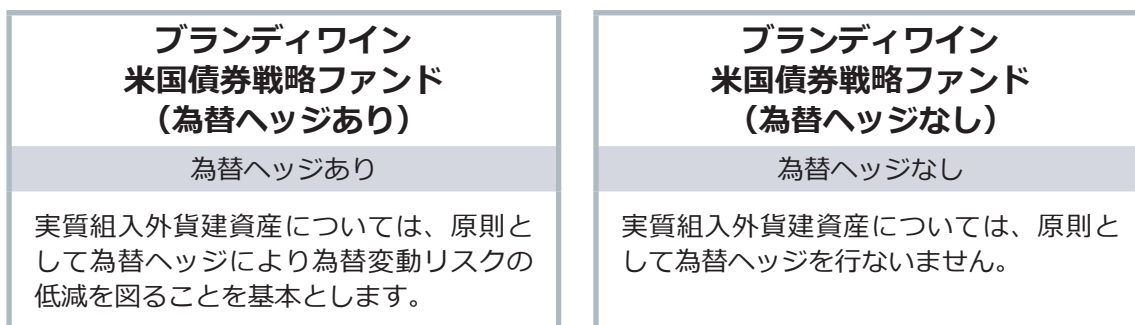 ブランディワイン
米国債券戦略ファンド
（為替ヘッジあり）
為替ヘッジあり
実質組入外貨建資産については、原則と
して為替ヘッジにより為替変動リスクの
低減を図ることを基本とします。
ブランディワイン
米国債券戦略ファンド
（為替ヘッジなし）
為替ヘッジなし
実質組入外貨建資産については、原則と
して為替ヘッジを行ないません。